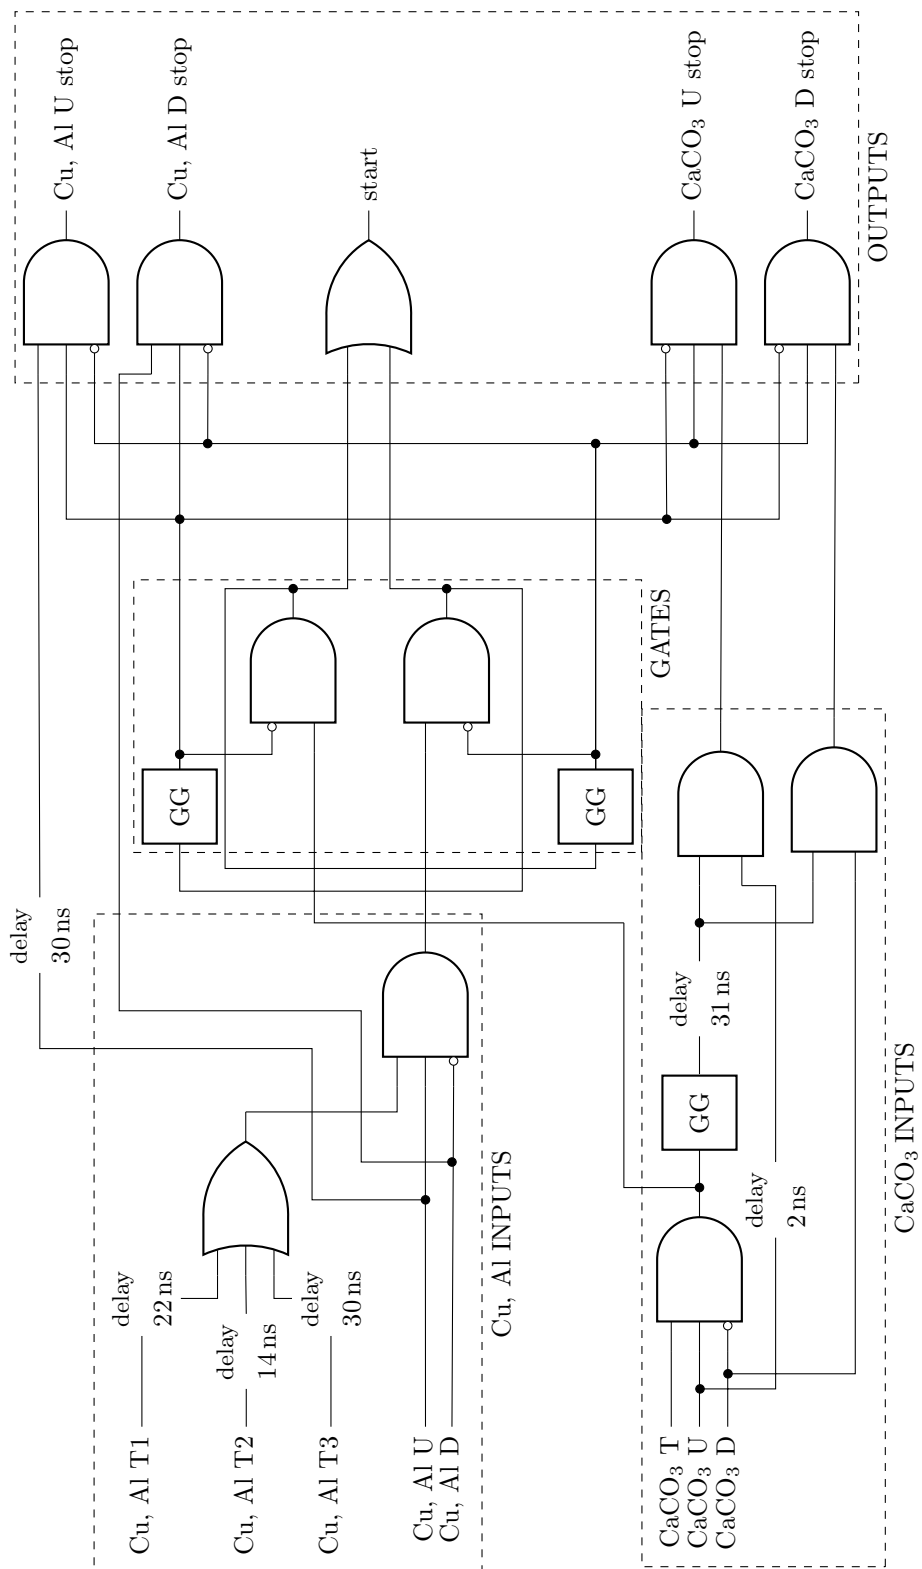 Cu, Al T1
Cu, Al T2
Cu, Al T3
Cu, Al U
Cu, Al D
delay
22 ns
delay
14 ns
delay
30 ns
Cu, Al INPUTS
delay
30 ns
CaCO₃ T
CaCO₃ U
CaCO₃ D
GG
delay
31 ns
delay
2 ns
CaCO₃ INPUTS
GG
GG
GATES
Cu, Al U stop
Cu, Al D stop
start
CaCO₃ U stop
CaCO₃ D stop
OUTPUTS